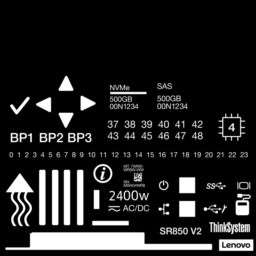 NVMe SAS
500GB 500GB
00N1234 00N1234
37 38 39 40 41 42
43 44 45 46 47 48
4
BP1 BP2 BP3
0 1 2 3 4 5 6 7 8 9 10 11 12 13 14 15 16 17 18 19 20 21 22 23
i
2400w
AC/DC
SR850 V2
ThinkSystem
Lenovo